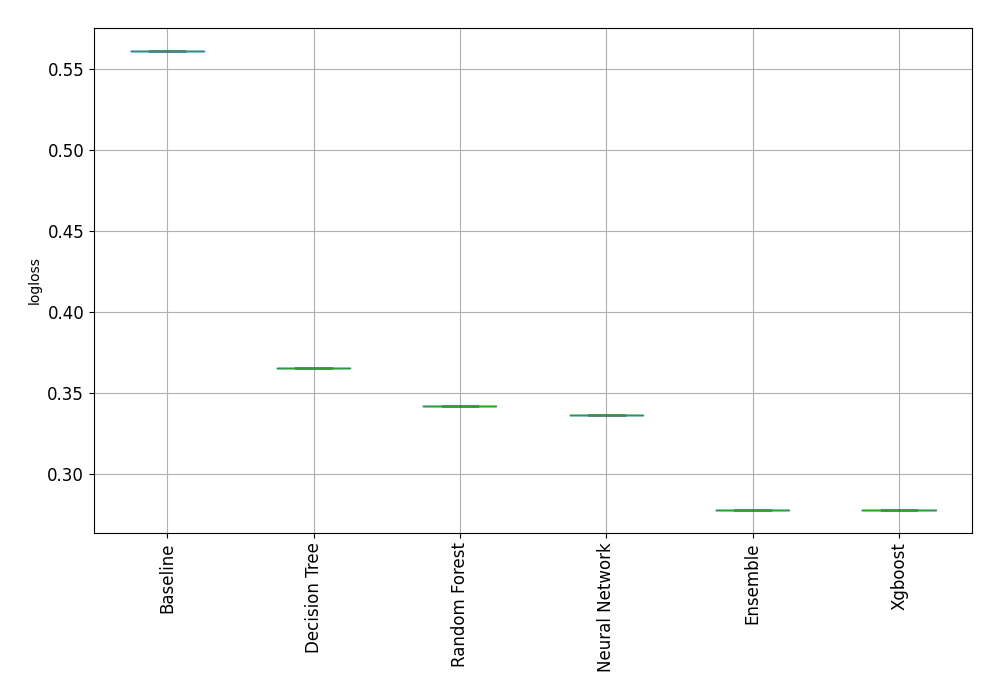 0.55
0.50
0.45
0.40
0.35
0.30
logloss
Baseline
Decision Tree
Random Forest
Neural Network
Ensemble
Xgboost